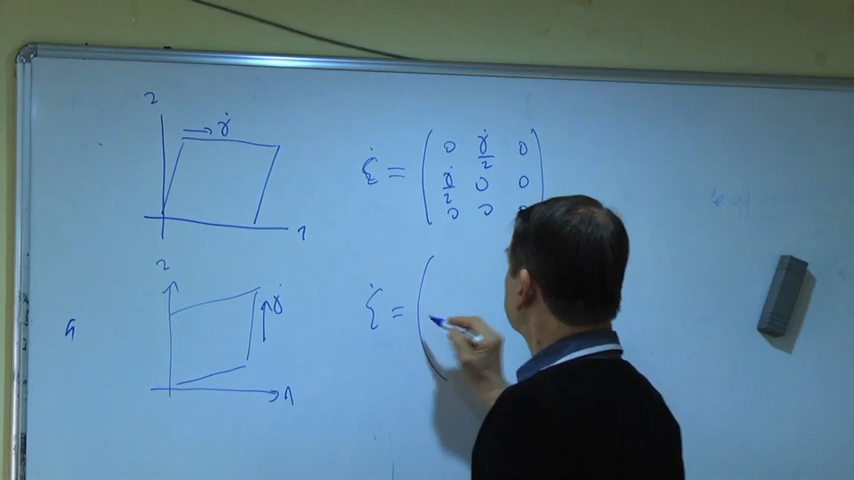 2
γ̇
1
ε̇ = ( 0 γ̇/2 0
γ̇/2 0 0
0 0
2
γ̇
1
ε̇ = (